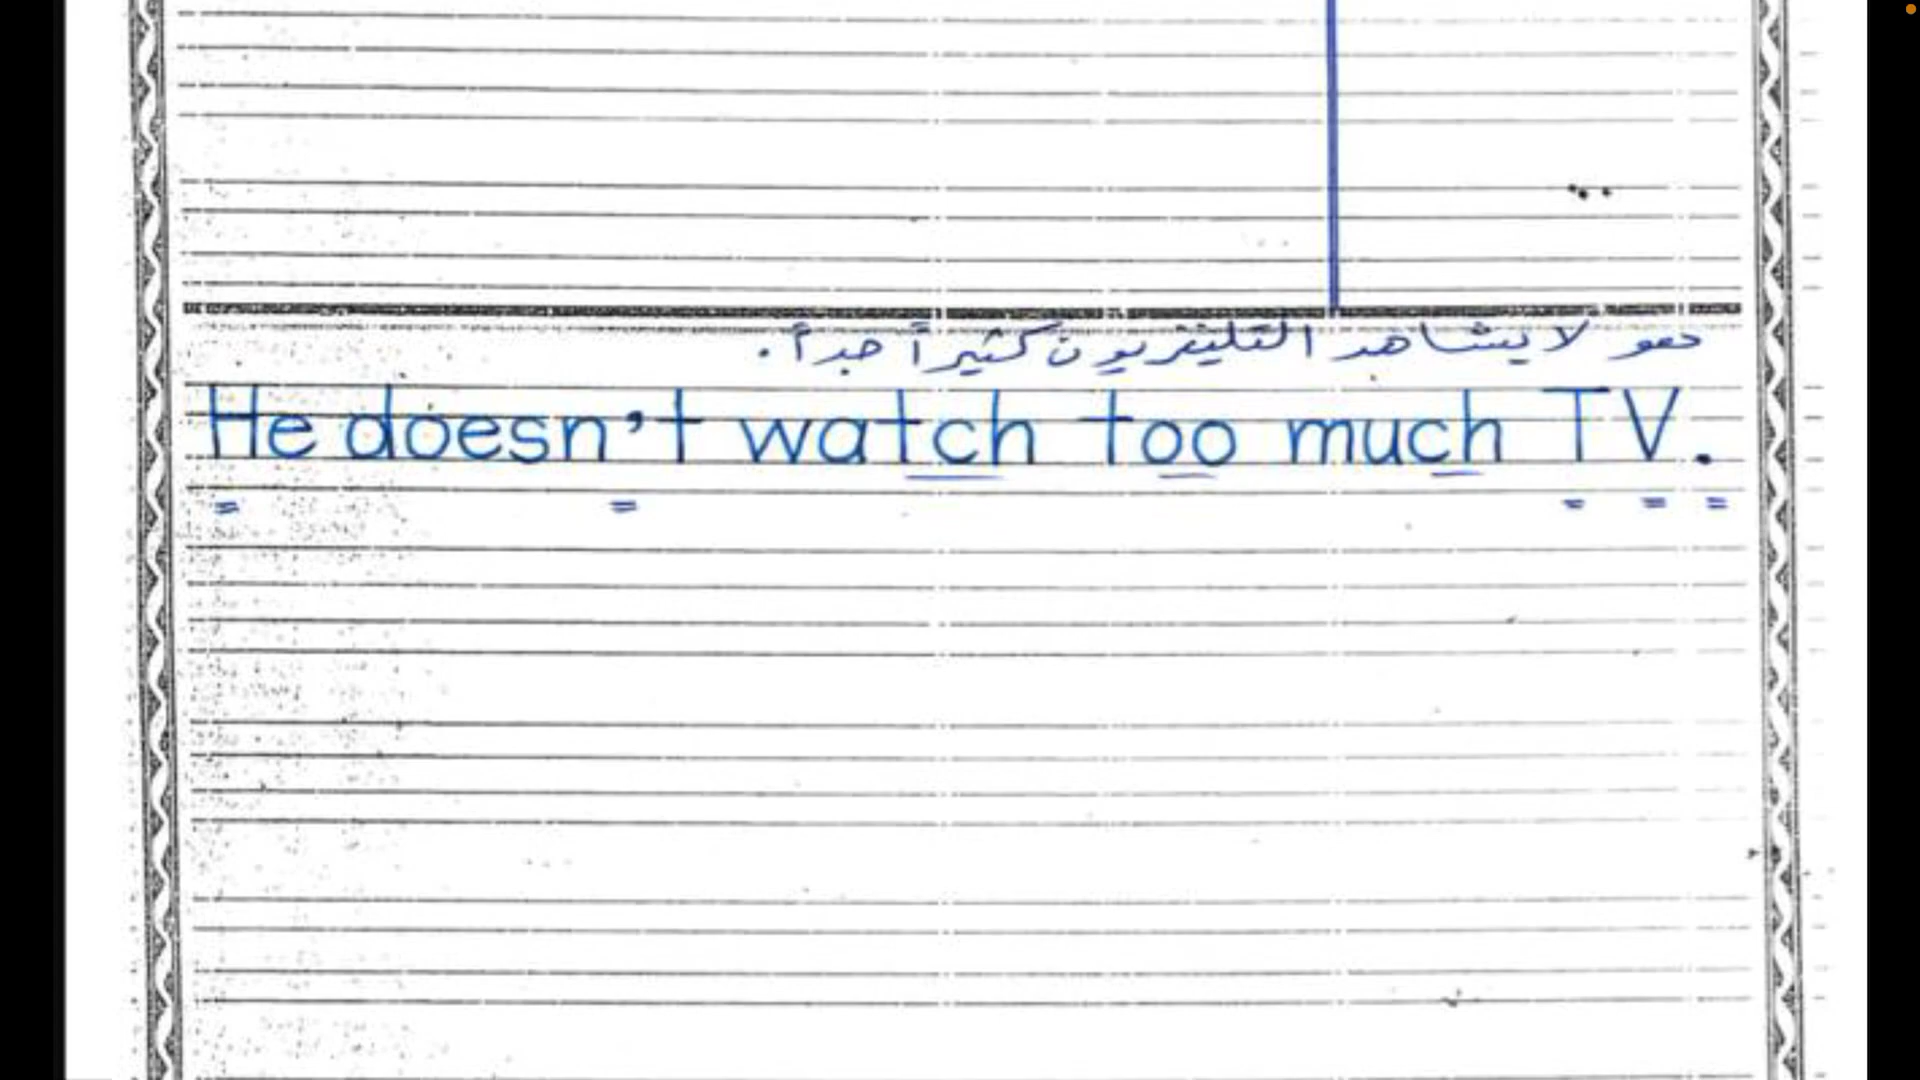 هو لا يشاهد التليفزيون كثيراً جداً.
He doesn't watch too much TV.